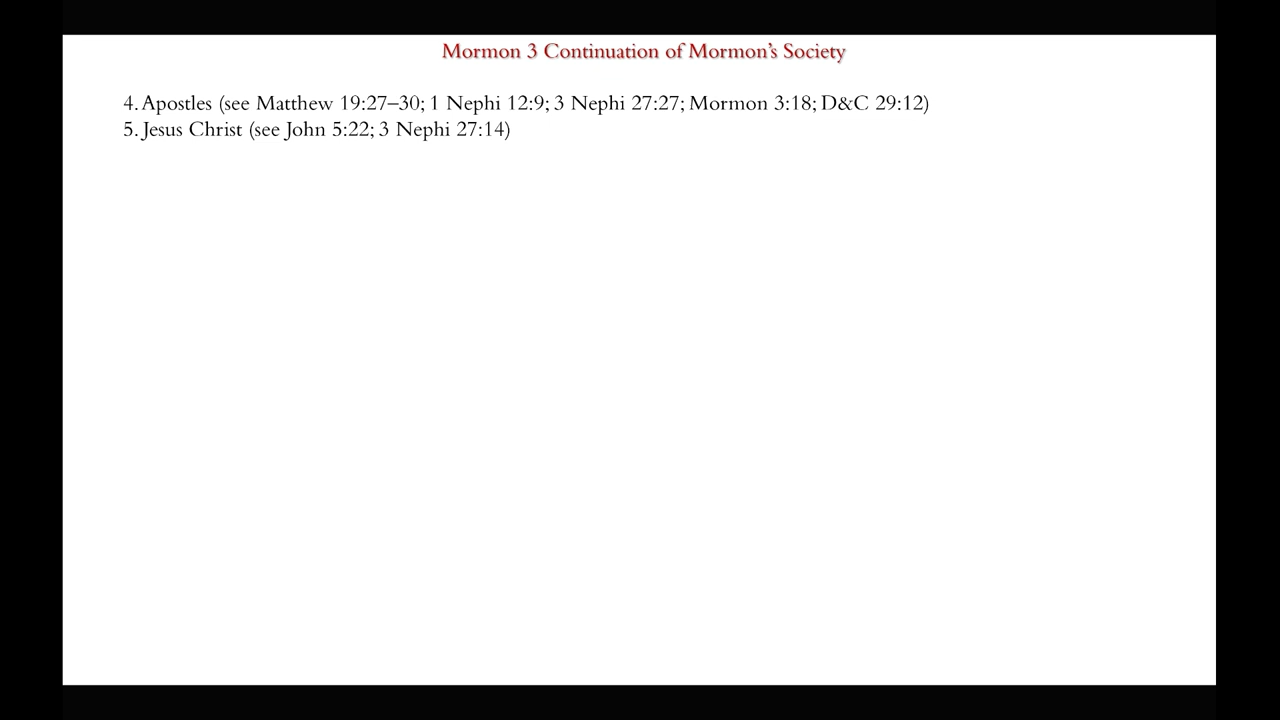 Mormon 3 Continuation of Mormon’s Society
4. Apostles (see Matthew 19:27–30; 1 Nephi 12:9; 3 Nephi 27:27; Mormon 3:18; D&C 29:12)
5. Jesus Christ (see John 5:22; 3 Nephi 27:14)